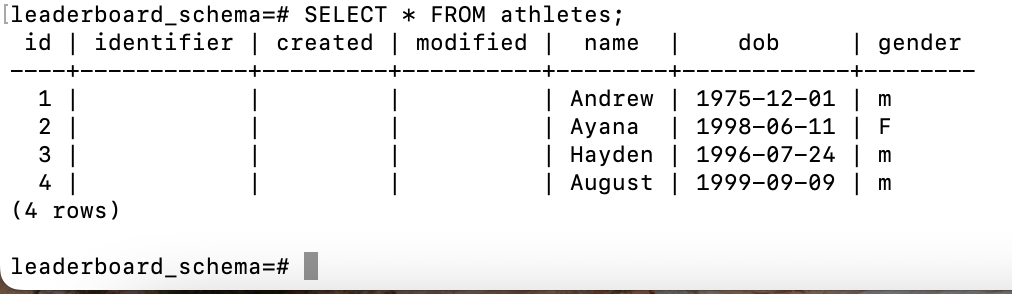 [leaderboard_schema=# SELECT * FROM athletes;
 id | identifier | created | modified |  name  |    dob     | gender
----+------------+---------+----------+--------+------------+--------
  1 |            |         |          | Andrew | 1975-12-01 | m
  2 |            |         |          | Ayana  | 1998-06-11 | F
  3 |            |         |          | Hayden | 1996-07-24 | m
  4 |            |         |          | August | 1999-09-09 | m
(4 rows)
leaderboard_schema=#